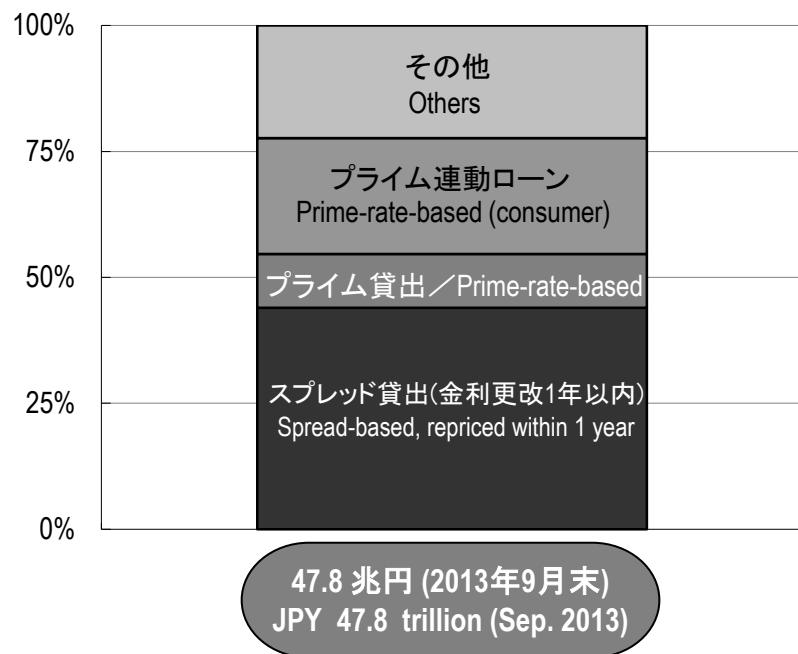 100%
その他
Others
75%
プライム連動ローン
Prime-rate-based (consumer)
50%
プライム貸出／Prime-rate-based
スプレッド貸出(金利更改1年以内)
25%
Spread-based, repriced within 1 year
0%
47.8 兆円 (2013年9月末)
JPY 47.8 trillion (Sep. 2013)